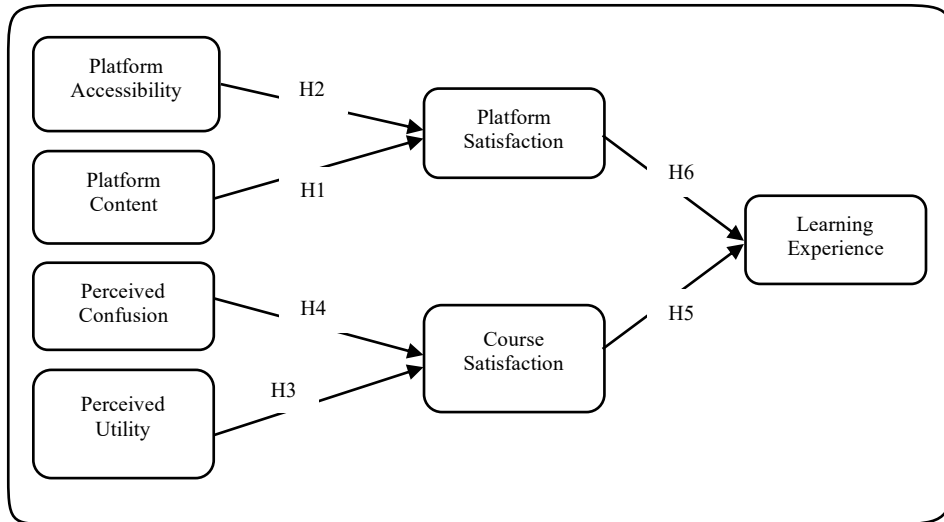 Platform
Accessibility
H2
Platform
Satisfaction
Platform
Content
H1
H6
Learning
Experience
Perceived
Confusion
H4
Course
Satisfaction
H5
Perceived
Utility
H3